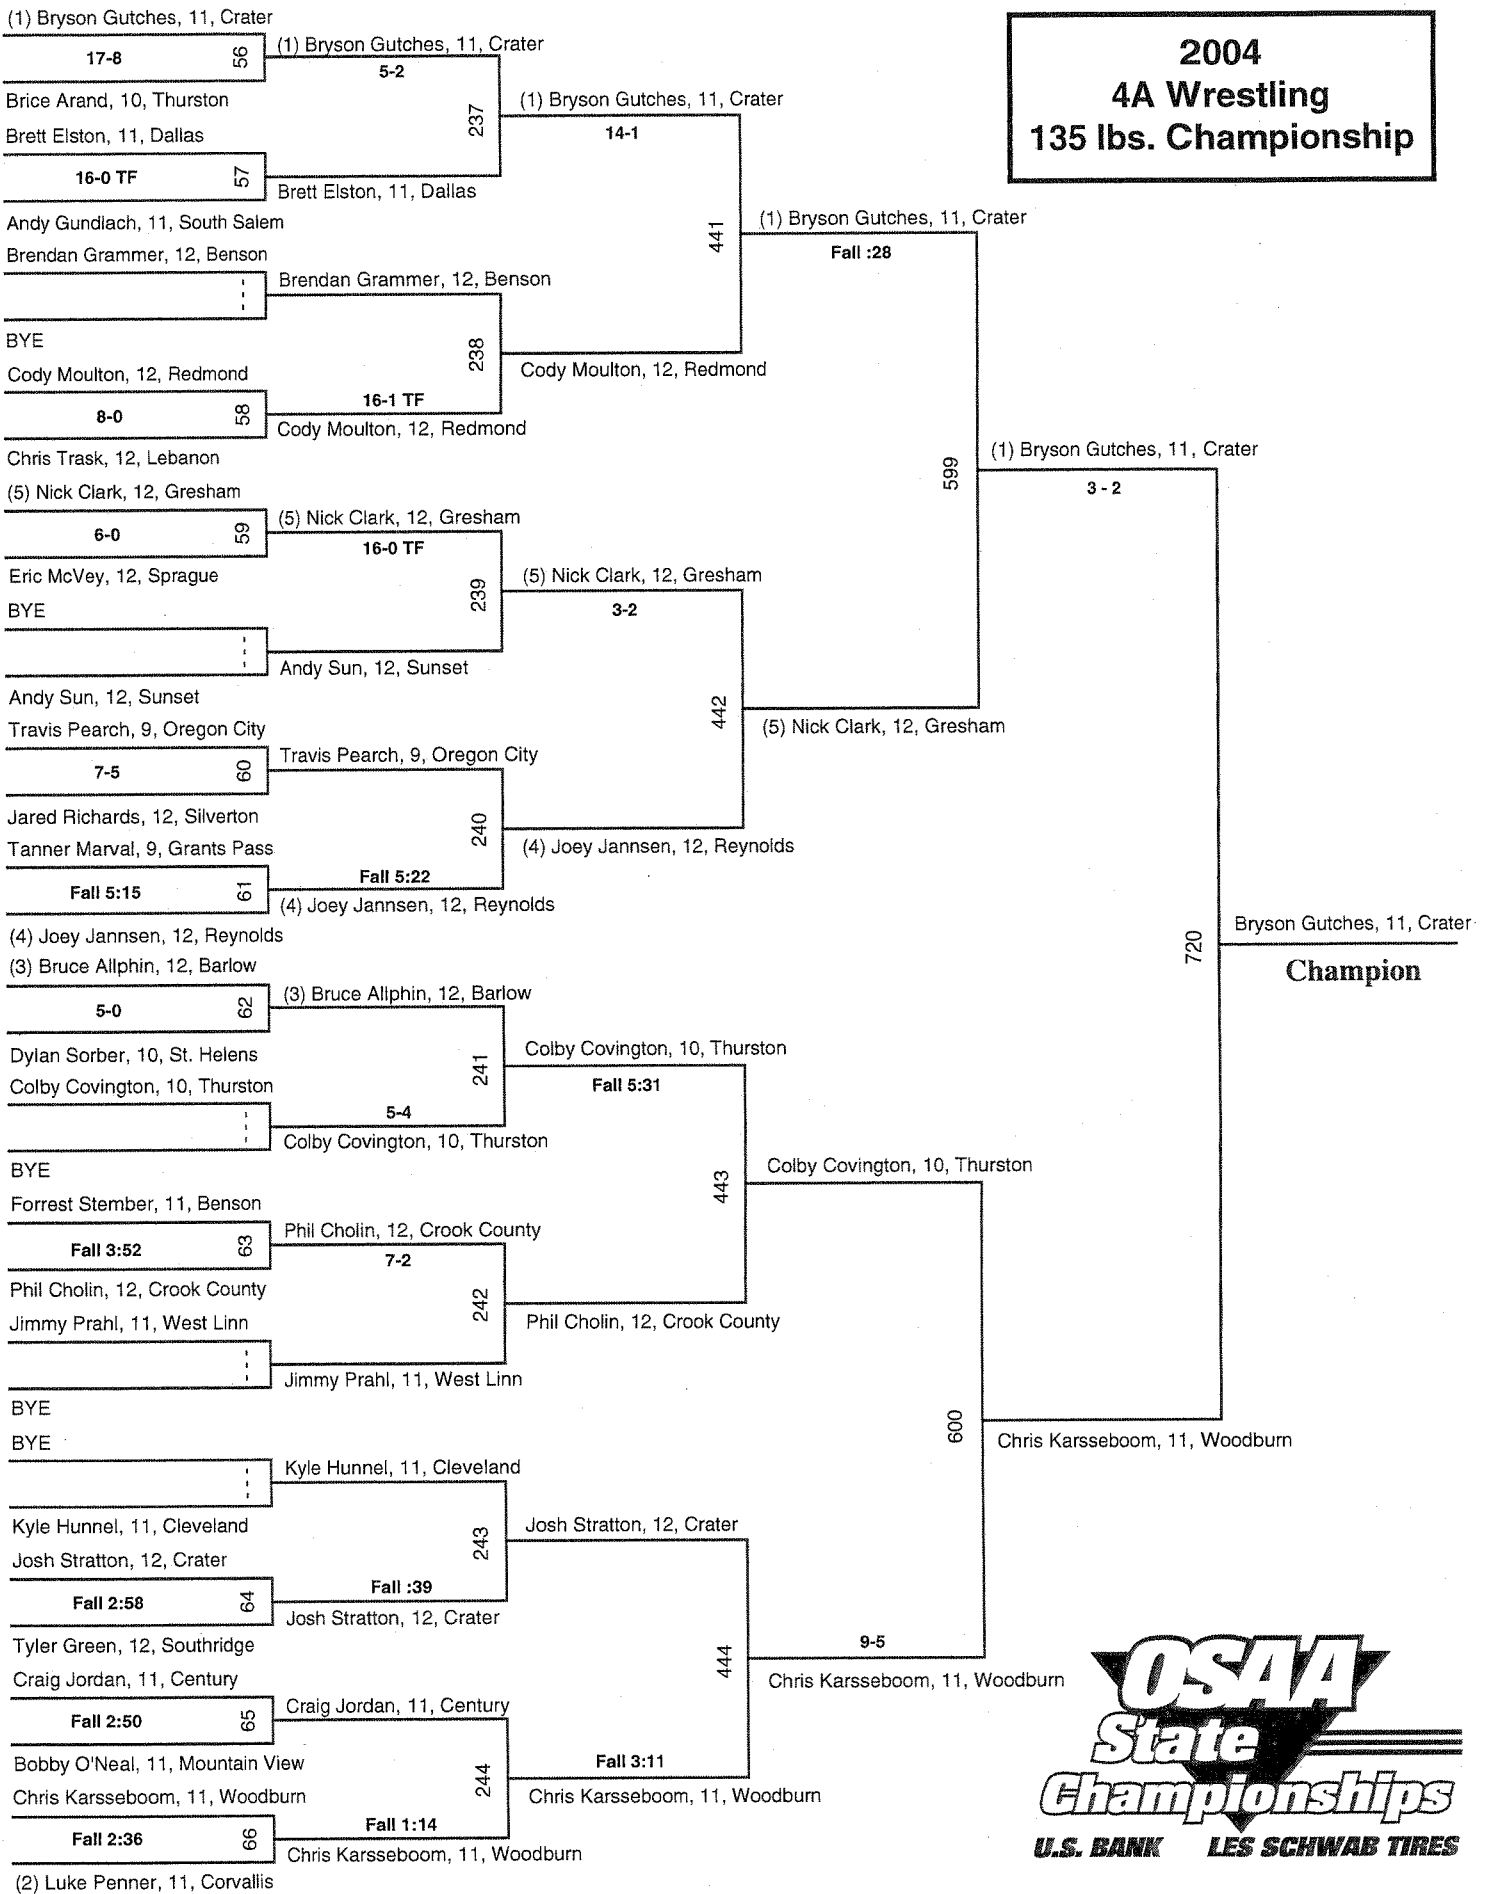 (1) Bryson Gutches, 11, Crater
17-8
56
Brice Arand, 10, Thurston
Brett Elston, 11, Dallas
16-0 TF
57
Andy Gundlach, 11, South Salem
Brendan Grammer, 12, Benson
BYE
Cody Moulton, 12, Redmond
8-0
58
Chris Trask, 12, Lebanon
(5) Nick Clark, 12, Gresham
6-0
59
Eric McVey, 12, Sprague
BYE
Andy Sun, 12, Sunset
Travis Pearch, 9, Oregon City
7-5
60
Jared Richards, 12, Silverton
Tanner Marval, 9, Grants Pass
Fall 5:15
61
(4) Joey Jannsen, 12, Reynolds
(3) Bruce Allphin, 12, Barlow
5-0
62
Dylan Sorber, 10, St. Helens
Colby Covington, 10, Thurston
BYE
Forrest Stember, 11, Benson
Fall 3:52
63
Phil Cholin, 12, Crook County
Jimmy Prahl, 11, West Linn
BYE
BYE
Kyle Hunnel, 11, Cleveland
Josh Stratton, 12, Crater
Fall 2:58
64
Tyler Green, 12, Southridge
Craig Jordan, 11, Century
Fall 2:50
65
Bobby O'Neal, 11, Mountain View
Chris Karsseboom, 11, Woodburn
Fall 2:36
66
(2) Luke Penner, 11, Corvallis
(1) Bryson Gutches, 11, Crater
5-2
237
Brett Elston, 11, Dallas
Brendan Grammer, 12, Benson
238
16-1 TF
Cody Moulton, 12, Redmond
(5) Nick Clark, 12, Gresham
16-0 TF
239
Andy Sun, 12, Sunset
Travis Pearch, 9, Oregon City
240
Fall 5:22
(4) Joey Jannsen, 12, Reynolds
(3) Bruce Allphin, 12, Barlow
241
5-4
Colby Covington, 10, Thurston
Phil Cholin, 12, Crook County
7-2
242
Jimmy Prahl, 11, West Linn
Kyle Hunnel, 11, Cleveland
243
Fall :39
Josh Stratton, 12, Crater
Craig Jordan, 11, Century
244
Fall 1:14
Chris Karsseboom, 11, Woodburn
(1) Bryson Gutches, 11, Crater
14-1
441
Cody Moulton, 12, Redmond
(5) Nick Clark, 12, Gresham
3-2
442
(4) Joey Jannsen, 12, Reynolds
Colby Covington, 10, Thurston
Fall 5:31
443
Phil Cholin, 12, Crook County
Josh Stratton, 12, Crater
444
Fall 3:11
Chris Karsseboom, 11, Woodburn
(1) Bryson Gutches, 11, Crater
Fall :28
599
(5) Nick Clark, 12, Gresham
Colby Covington, 10, Thurston
600
9-5
Chris Karsseboom, 11, Woodburn
(1) Bryson Gutches, 11, Crater
3 - 2
720
Chris Karsseboom, 11, Woodburn
Bryson Gutches, 11, Crater
Champion
2004
4A Wrestling
135 lbs. Championship
OSAA
State
Championships
U.S. BANK LES SCHWAB TIRES